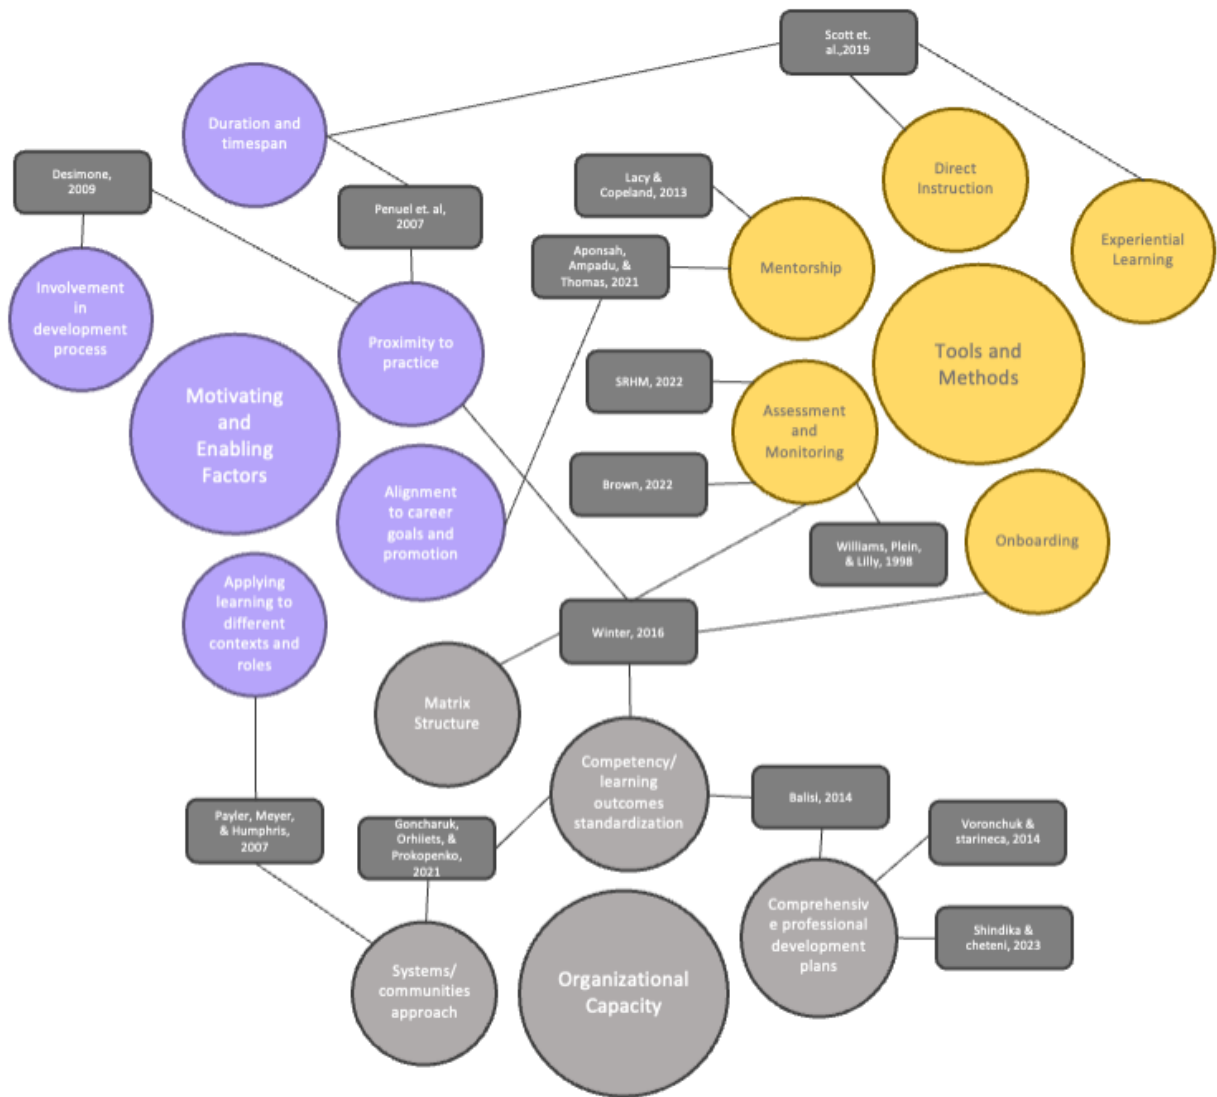 Scott et.
al.,2019
Duration and
timespan
Desimone,
2009
Lacy &
Copeland, 2013
Direct
Instruction
Penuel et. al,
2007
Aponsah,
Ampadu, &
Thomas, 2021
Mentorship
Experiential
Learning
Involvement
in
development
process
Proximity to
practice
Tools and
Methods
SRHM, 2022
Motivating
and
Enabling
Factors
Assessment
and
Monitoring
Brown, 2022
Alignment
to career
goals and
promotion
Williams, Plein,
& Lilly, 1998
Onboarding
Applying
learning to
different
contexts and
roles
Winter, 2016
Matrix
Structure
Competency/
learning
outcomes
standardization
Balisi, 2014
Payler, Meyer,
& Humphris,
2007
Goncharuk,
Orhiiets, &
Prokopenko,
2021
Voronchuk &
starineca, 2014
Comprehensiv
e professional
development
plans
Shindika &
cheteni, 2023
Systems/
communities
approach
Organizational
Capacity